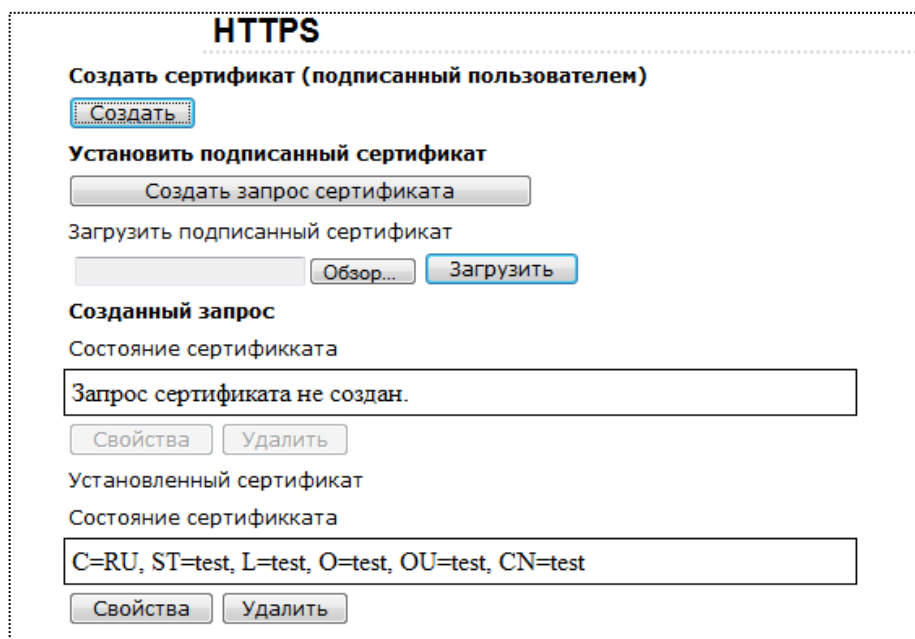 HTTPS
Создать сертификат (подписанный пользователем)
Создать
Установить подписанный сертификат
Создать запрос сертификата
Загрузить подписанный сертификат
Обзор... Загрузить
Созданный запрос
Состояние сертификката
Запрос сертификата не создан.
Свойства Удалить
Установленный сертификат
Состояние сертификката
C=RU, ST=test, L=test, O=test, OU=test, CN=test
Свойства Удалить